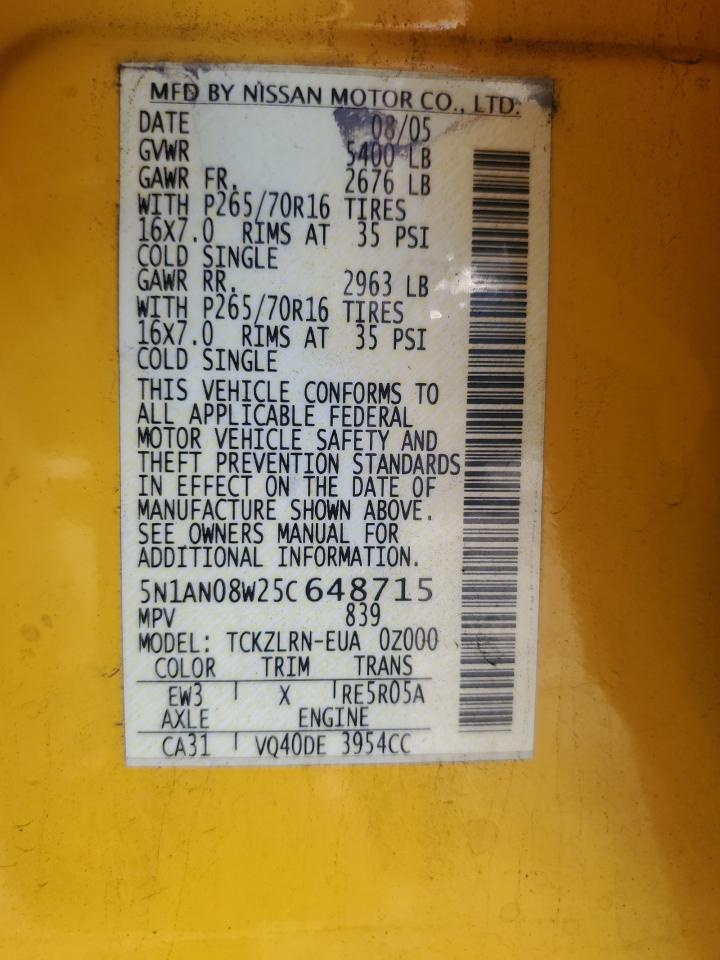 MFD BY NISSAN MOTOR CO., LTD.
DATE 08/05
GVWR 5400 LB
GAWR FR. 2676 LB
WITH P265/70R16 TIRES
16X7.0 RIMS AT 35 PSI
COLD SINGLE
GAWR RR. 2963 LB
WITH P265/70R16 TIRES
16X7.0 RIMS AT 35 PSI
COLD SINGLE
THIS VEHICLE CONFORMS TO
ALL APPLICABLE FEDERAL
MOTOR VEHICLE SAFETY AND
THEFT PREVENTION STANDARDS
IN EFFECT ON THE DATE OF
MANUFACTURE SHOWN ABOVE.
SEE OWNERS MANUAL FOR
ADDITIONAL INFORMATION.
5N1AN08W25C648715
MPV 839
MODEL: TCKZLRN-EUA 0Z000
COLOR TRIM TRANS
EW3 X RE5R05A
AXLE ENGINE
CA31 VQ40DE 3954CC